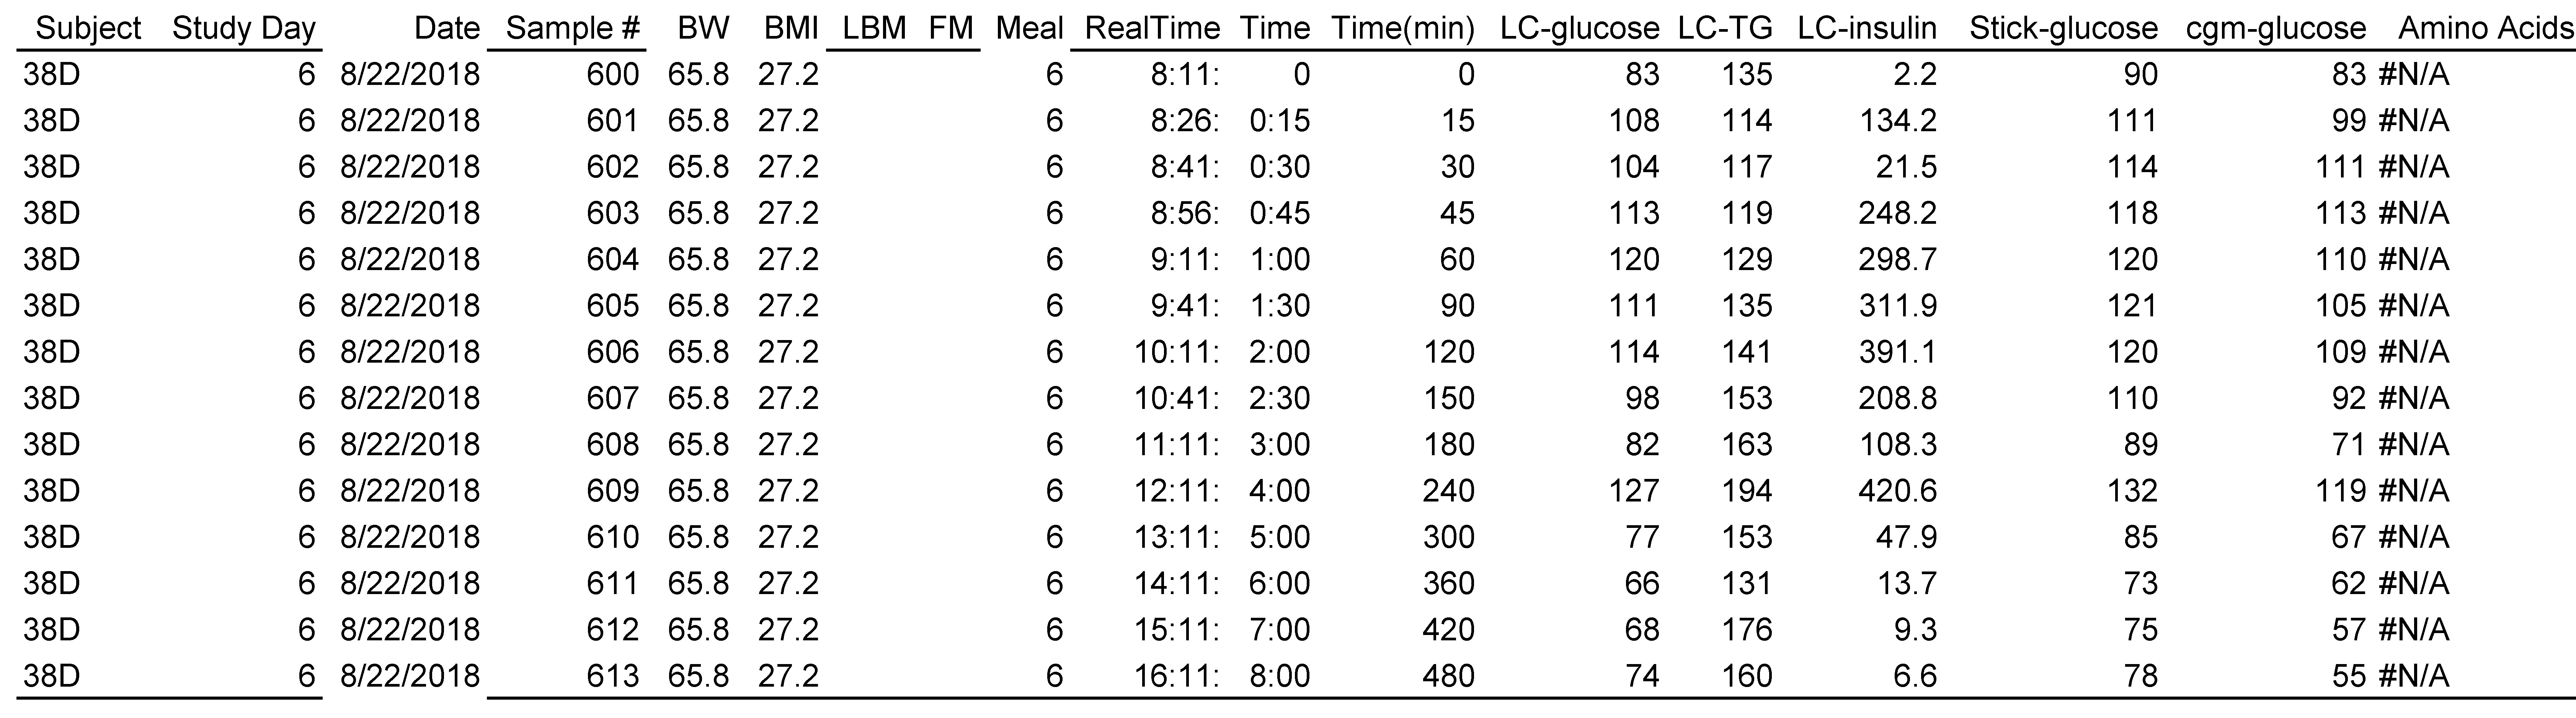 Subject Study Day Date Sample # BW BMI LBM FM Meal RealTime Time Time(min) LC-glucose LC-TG LC-insulin Stick-glucose cgm-glucose Amino Acids
38D 6 8/22/2018 600 65.8 27.2 6 8:11: 0 0 83 135 2.2 90 83 #N/A
38D 6 8/22/2018 601 65.8 27.2 6 8:26: 0:15 15 108 114 134.2 111 99 #N/A
38D 6 8/22/2018 602 65.8 27.2 6 8:41: 0:30 30 104 117 21.5 114 111 #N/A
38D 6 8/22/2018 603 65.8 27.2 6 8:56: 0:45 45 113 119 248.2 118 113 #N/A
38D 6 8/22/2018 604 65.8 27.2 6 9:11: 1:00 60 120 129 298.7 120 110 #N/A
38D 6 8/22/2018 605 65.8 27.2 6 9:41: 1:30 90 111 135 311.9 121 105 #N/A
38D 6 8/22/2018 606 65.8 27.2 6 10:11: 2:00 120 114 141 391.1 120 109 #N/A
38D 6 8/22/2018 607 65.8 27.2 6 10:41: 2:30 150 98 153 208.8 110 92 #N/A
38D 6 8/22/2018 608 65.8 27.2 6 11:11: 3:00 180 82 163 108.3 89 71 #N/A
38D 6 8/22/2018 609 65.8 27.2 6 12:11: 4:00 240 127 194 420.6 132 119 #N/A
38D 6 8/22/2018 610 65.8 27.2 6 13:11: 5:00 300 77 153 47.9 85 67 #N/A
38D 6 8/22/2018 611 65.8 27.2 6 14:11: 6:00 360 66 131 13.7 73 62 #N/A
38D 6 8/22/2018 612 65.8 27.2 6 15:11: 7:00 420 68 176 9.3 75 57 #N/A
38D 6 8/22/2018 613 65.8 27.2 6 16:11: 8:00 480 74 160 6.6 78 55 #N/A